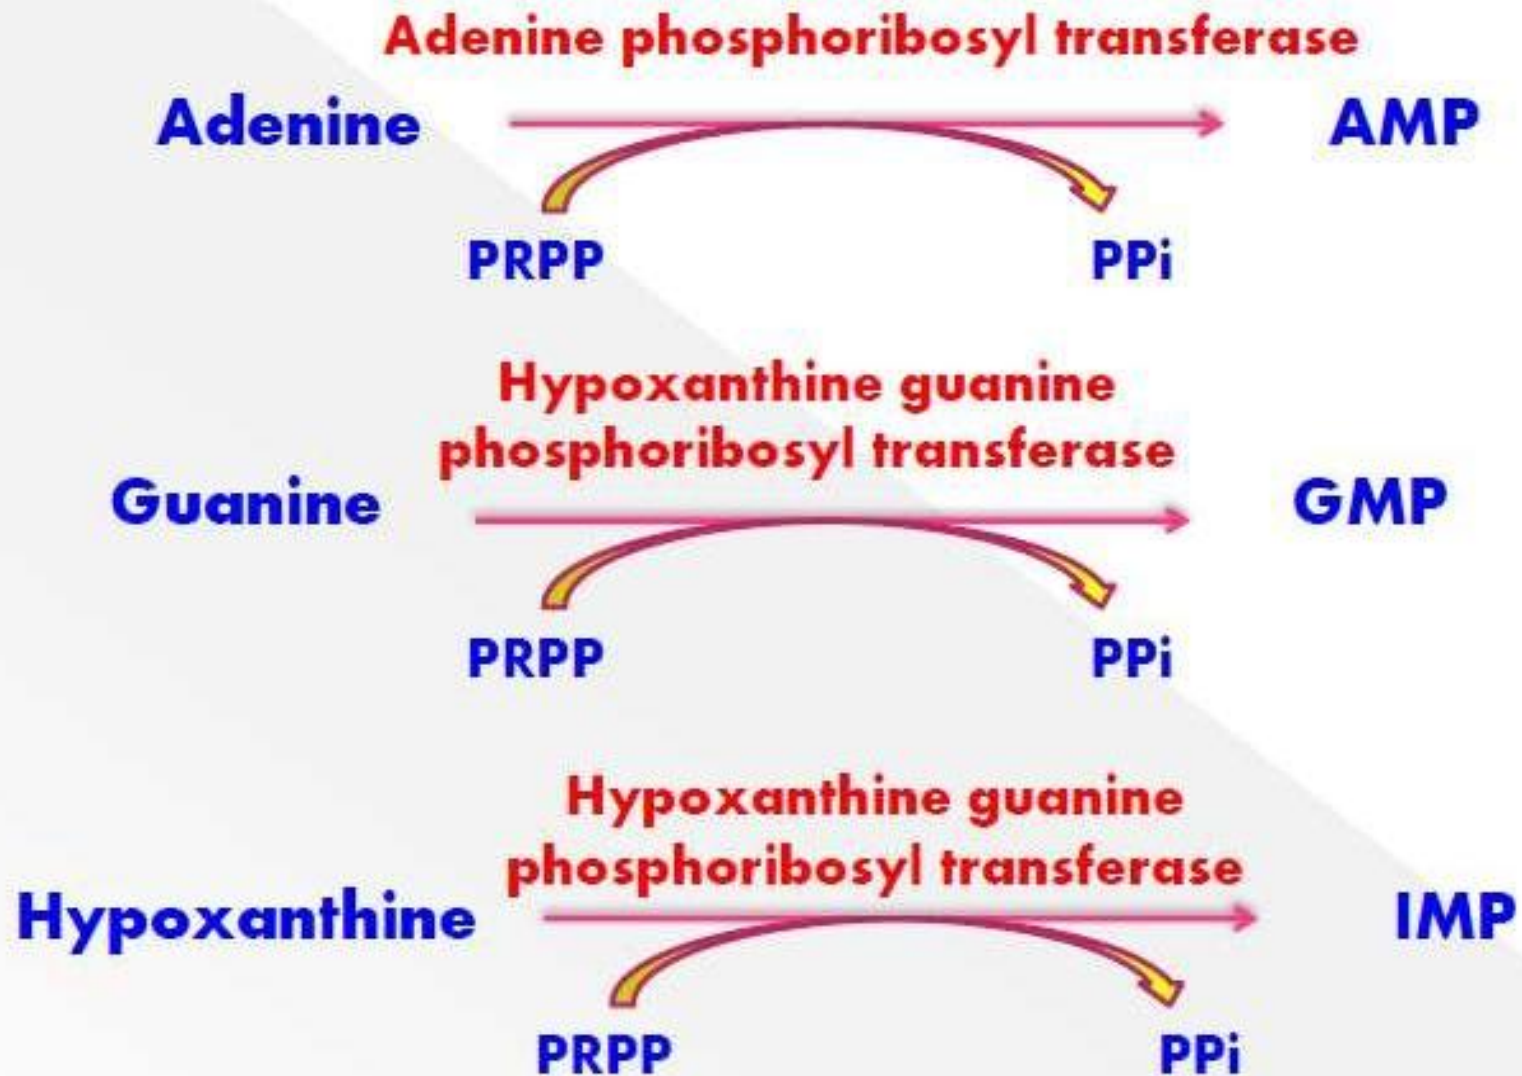 Adenine phosphoribosyl transferase
Adenine AMP
PRPP PPi
Hypoxanthine guanine
phosphoribosyl transferase
Guanine GMP
PRPP PPi
Hypoxanthine guanine
phosphoribosyl transferase
Hypoxanthine IMP
PRPP PPi